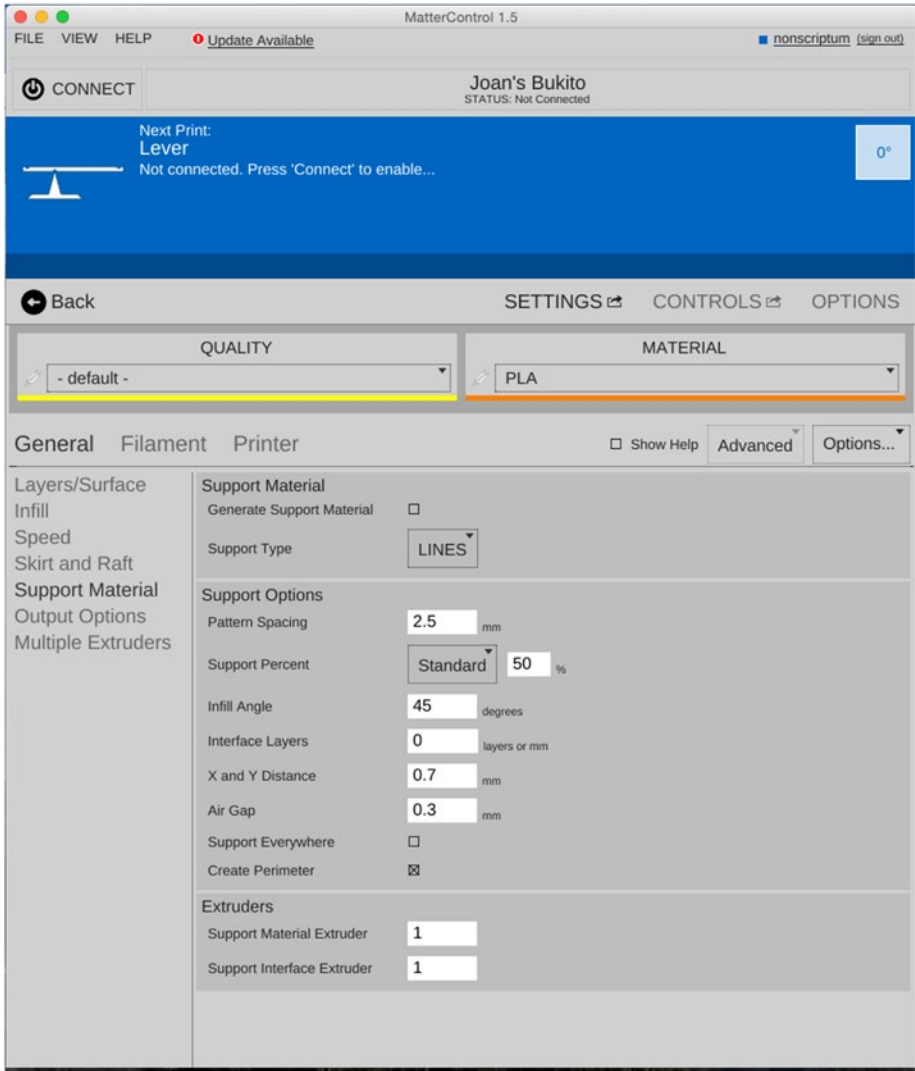 MatterControl 1.5
FILE VIEW HELP Update Available nonscriptum (sign out)
CONNECT
Joan's Bukito
STATUS: Not Connected
Next Print:
Lever
Not connected. Press 'Connect' to enable...
0°
Back SETTINGS CONTROLS OPTIONS
QUALITY MATERIAL
- default - PLA
General Filament Printer Show Help Advanced Options...
Layers/Surface
Infill
Speed
Skirt and Raft
Support Material
Output Options
Multiple Extruders
Support Material
Generate Support Material
Support Type LINES
Support Options
Pattern Spacing 2.5 mm
Support Percent Standard 50 %
Infill Angle 45 degrees
Interface Layers 0 layers or mm
X and Y Distance 0.7 mm
Air Gap 0.3 mm
Support Everywhere
Create Perimeter
Extruders
Support Material Extruder 1
Support Interface Extruder 1